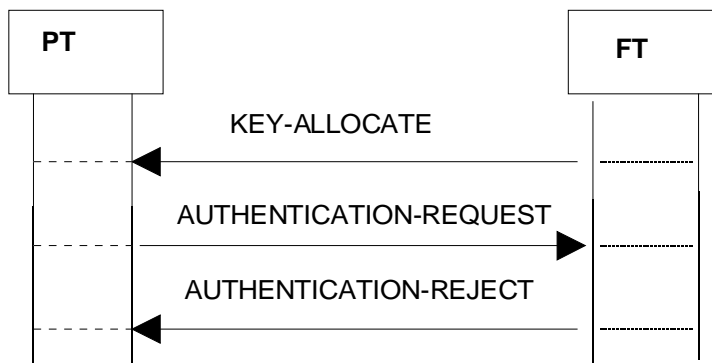 PT
FT
KEY-ALLOCATE
AUTHENTICATION-REQUEST
AUTHENTICATION-REJECT